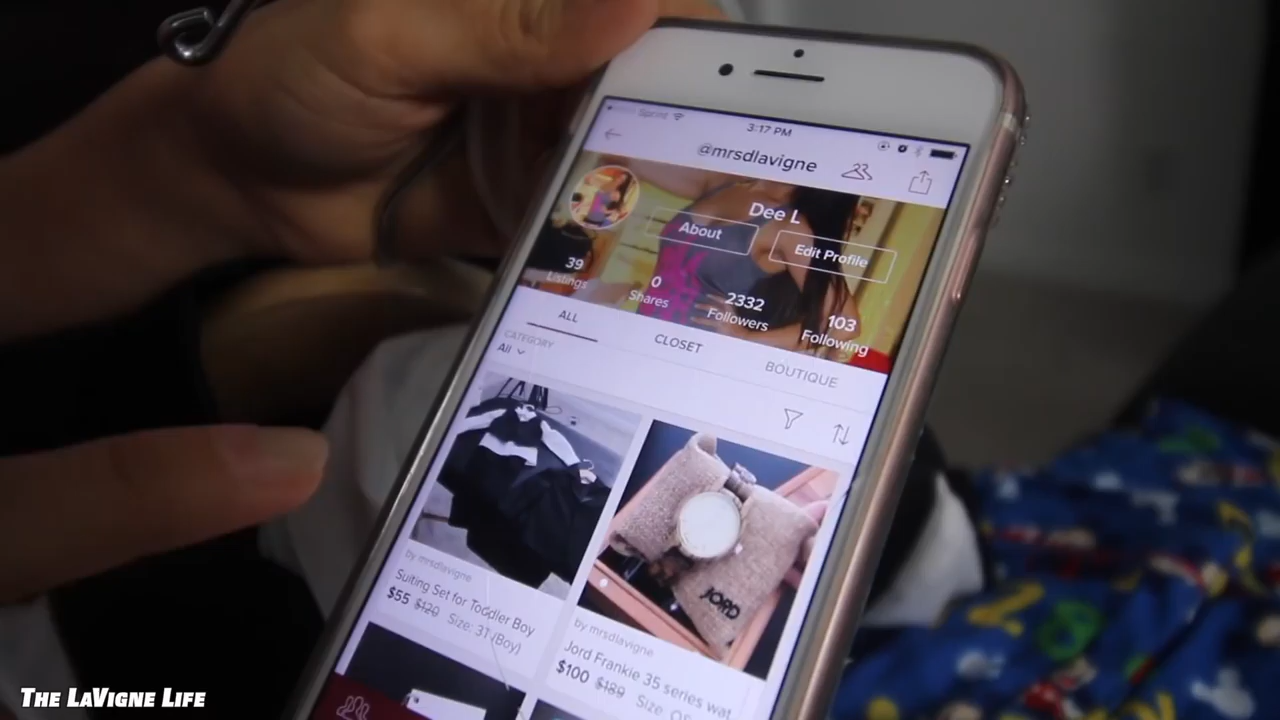 Sprint
3:17 PM
@mrsdlavigne
Dee L
About
Edit Profile
39
Listings
0
Shares
2332
Followers
103
Following
ALL
CLOSET
BOUTIQUE
CATEGORY
All
JORD
by mrsdlavigne
Suiting Set for Toddler Boy
$55 $120 Size: 3T (Boy)
by mrsdlavigne
Jord Frankie 35 series wat
$100 $189 Size: OS
THE LAVIGNE LIFE